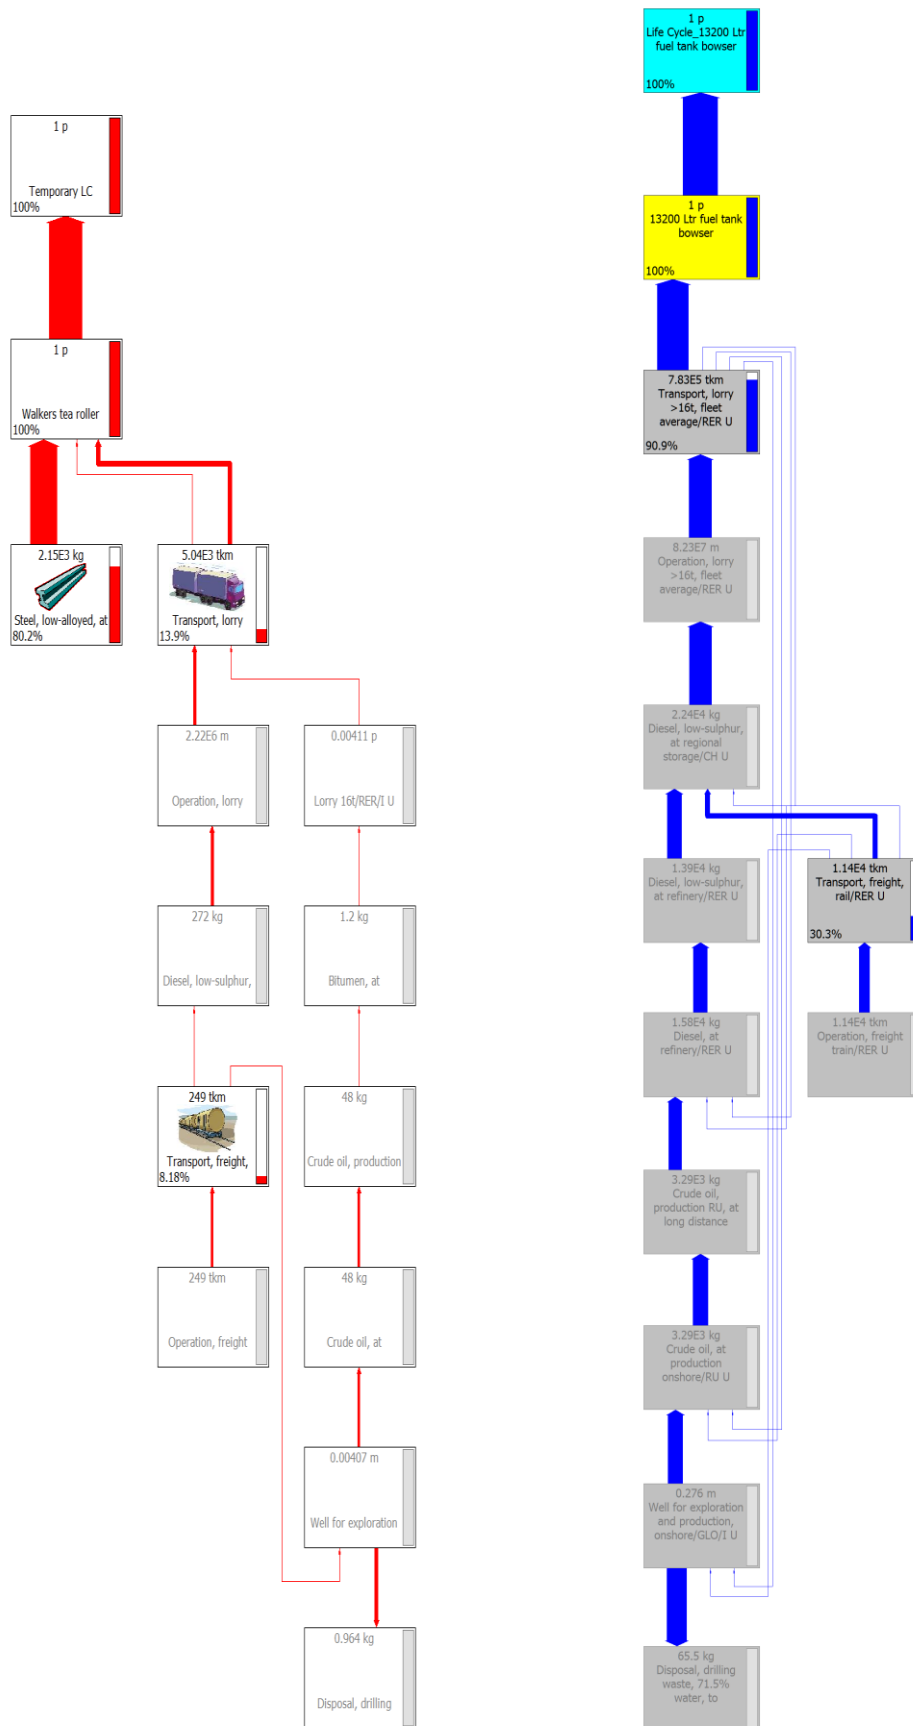 1 p
Temporary LC
100%
1 p
Walkers tea roller
100%
2.15E3 kg
Steel, low-alloyed, at
80.2%
5.04E3 tkm
Transport, lorry
13.9%
2.22E6 m
Operation, lorry
0.00411 p
Lorry 16t/RER/I U
272 kg
Diesel, low-sulphur,
1.2 kg
Bitumen, at
249 tkm
Transport, freight,
8.18%
48 kg
Crude oil, production
249 tkm
Operation, freight
48 kg
Crude oil, at
0.00407 m
Well for exploration
0.964 kg
Disposal, drilling
1 p
Life Cycle_13200 Ltr
fuel tank bowser
100%
1 p
13200 Ltr fuel tank
bowser
100%
7.83E5 tkm
Transport, lorry
>16t, fleet
average/RER U
90.9%
8.23E7 m
Operation, lorry
>16t, fleet
average/RER U
2.24E4 kg
Diesel, low-sulphur,
at regional
storage/CH U
1.39E4 kg
Diesel, low-sulphur,
at refinery/RER U
1.14E4 tkm
Transport, freight,
rail/RER U
30.3%
1.58E4 kg
Diesel, at
refinery/RER U
1.14E4 tkm
Operation, freight
train/RER U
3.29E3 kg
Crude oil,
production RU, at
long distance
3.29E3 kg
Crude oil, at
production
onshore/RU U
0.276 m
Well for exploration
and production,
onshore/GLO/I U
65.5 kg
Disposal, drilling
waste, 71.5%
water, to